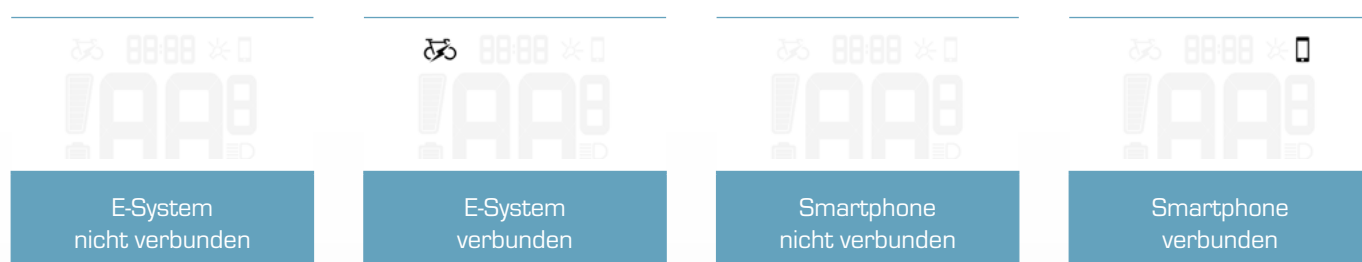 E-System
nicht verbunden
E-System
verbunden
Smartphone
nicht verbunden
Smartphone
verbunden